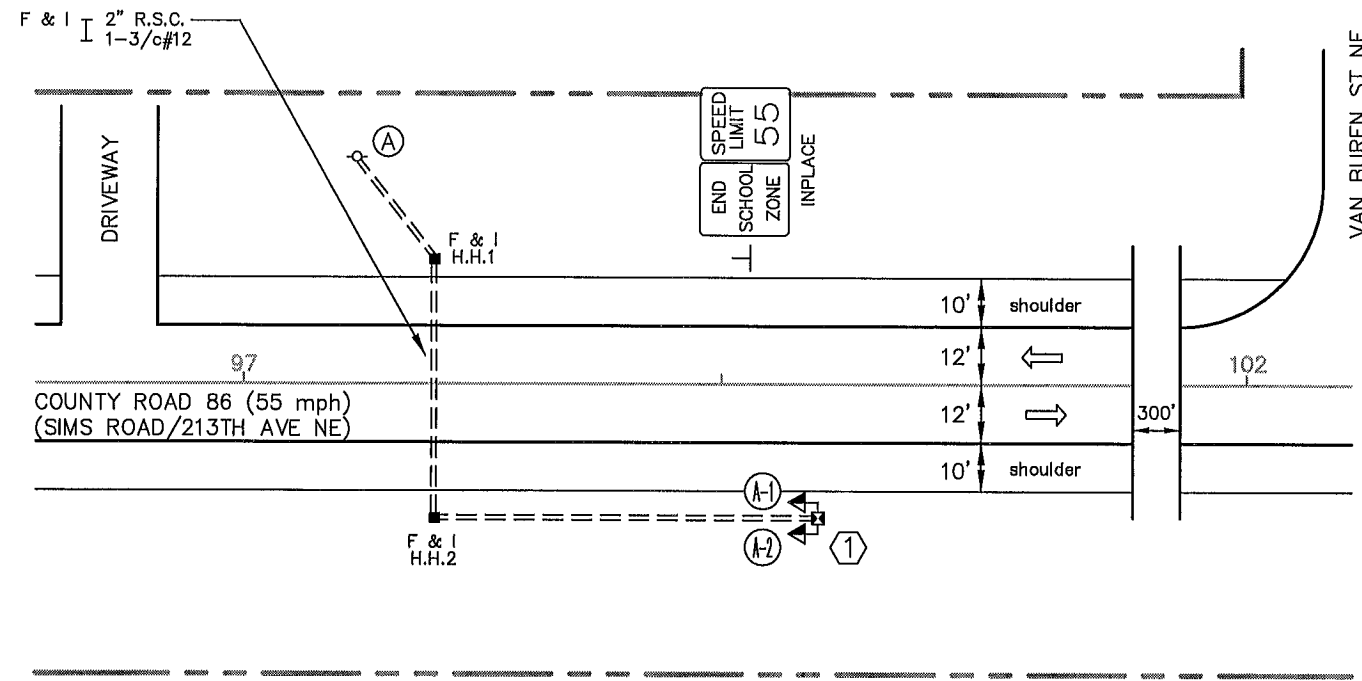 F & I 2" R.S.C.
1-3/c#12
DRIVEWAY
A
F & I
H.H.1
SPEED
LIMIT
55
END
SCHOOL
ZONE
INPLACE
VAN BUREN ST NE
10' shoulder
12'
97
102
COUNTY ROAD 86 (55 mph)
(SIMS ROAD/213TH AVE NE)
12'
300'
10' shoulder
A-1
A-2
1
F & I
H.H.2